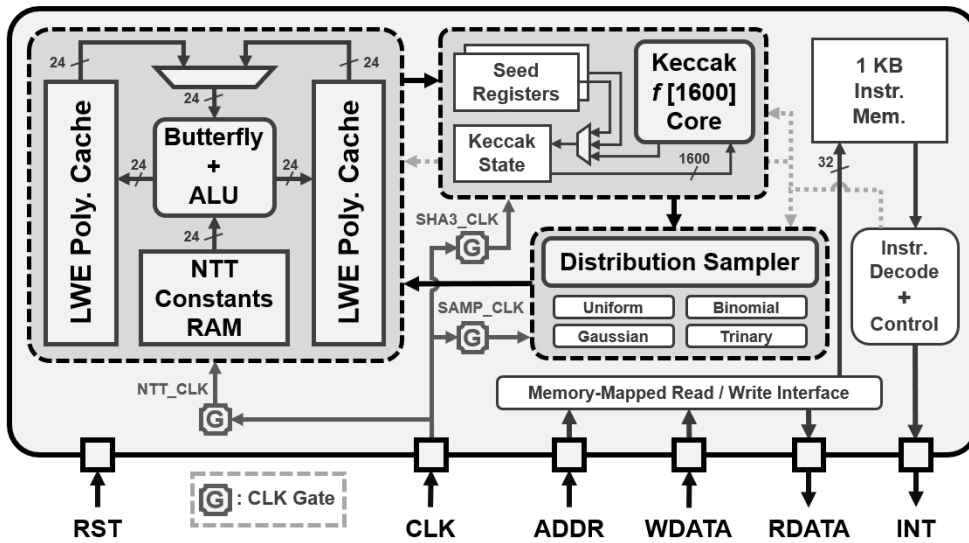 24
24
24
LWE Poly. Cache
Butterfly
+
ALU
24
24
24
NTT
Constants
RAM
LWE Poly. Cache
Seed
Registers
Keccak
State
Keccak
f [1600]
Core
1600
1 KB
Instr.
Mem.
32
SHA3_CLK
G
SAMP_CLK
G
NTT_CLK
G
Distribution Sampler
Uniform
Binomial
Gaussian
Trinary
Instr.
Decode
+
Control
Memory-Mapped Read / Write Interface
G : CLK Gate
RST
CLK
ADDR
WDATA
RDATA
INT